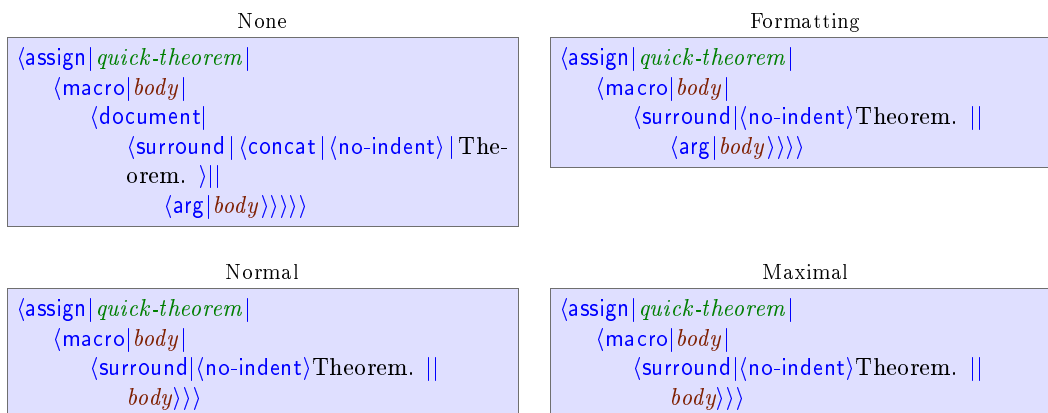 None
⟨assign|quick-theorem|
⟨macro|body|
⟨document|
⟨surround|⟨concat|⟨no-indent⟩|The-
orem. ⟩||
⟨arg|body⟩⟩⟩⟩⟩
Formatting
⟨assign|quick-theorem|
⟨macro|body|
⟨surround|⟨no-indent⟩Theorem. ||
⟨arg|body⟩⟩⟩⟩
Normal
⟨assign|quick-theorem|
⟨macro|body|
⟨surround|⟨no-indent⟩Theorem. ||
body⟩⟩⟩
Maximal
⟨assign|quick-theorem|
⟨macro|body|
⟨surround|⟨no-indent⟩Theorem. ||
body⟩⟩⟩